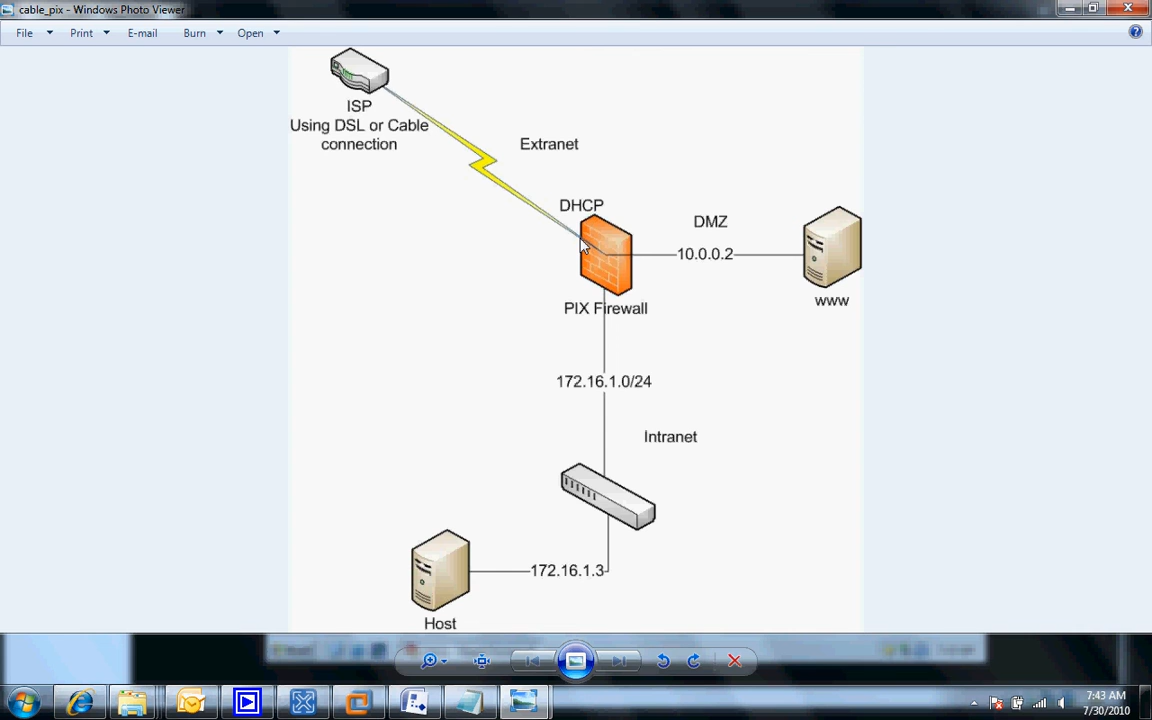 cable_pix - Windows Photo Viewer
File Print E-mail Burn Open
ISP
Using DSL or Cable
connection
Extranet
DHCP
DMZ
10.0.0.2
www
PIX Firewall
172.16.1.0/24
Intranet
172.16.1.3
Host
7:43 AM
7/30/2010